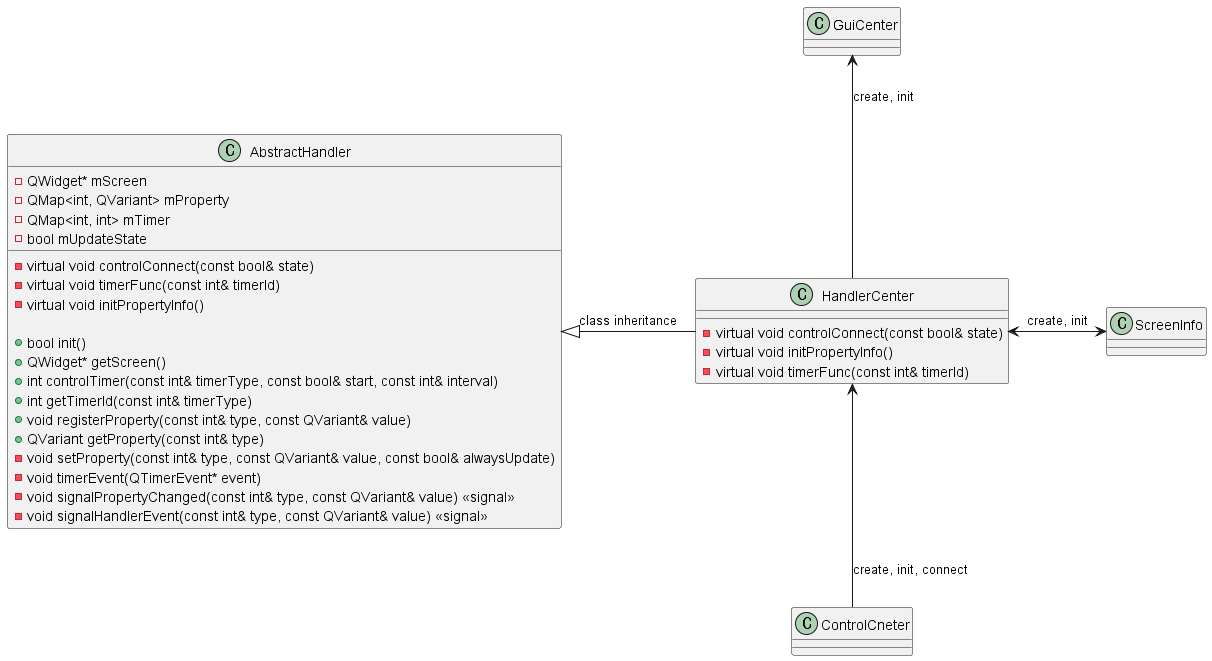 C GuiCenter
create, init
C AbstractHandler
QWidget* mScreen
QMap<int, QVariant> mProperty
QMap<int, int> mTimer
bool mUpdateState
virtual void controlConnect(const bool& state)
virtual void timerFunc(const int& timerId)
virtual void initPropertyInfo()
bool init()
QWidget* getScreen()
int controlTimer(const int& timerType, const bool& start, const int& interval)
int getTimerId(const int& timerType)
void registerProperty(const int& type, const QVariant& value)
QVariant getProperty(const int& type)
void setProperty(const int& type, const QVariant& value, const bool& alwaysUpdate)
void timerEvent(QTimerEvent* event)
void signalPropertyChanged(const int& type, const QVariant& value) «signal»
void signalHandlerEvent(const int& type, const QVariant& value) «signal»
class inheritance
C HandlerCenter
virtual void controlConnect(const bool& state)
virtual void initPropertyInfo()
virtual void timerFunc(const int& timerId)
create, init
C ScreenInfo
create, init, connect
C ControlCneter